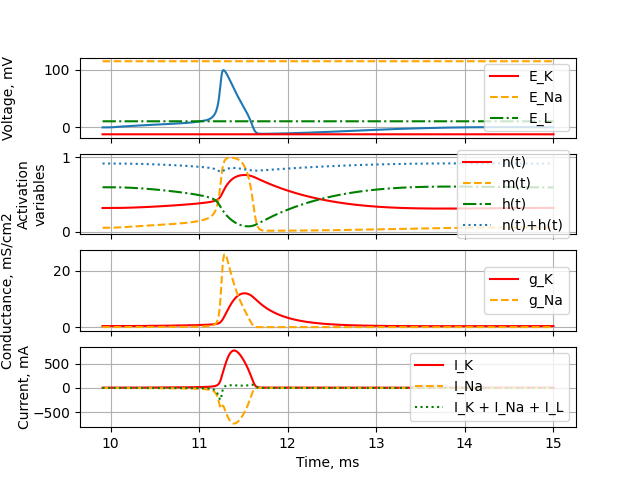 Voltage, mV
100
0
E_K
E_Na
E_L
Activation
variables
1
0
n(t)
m(t)
h(t)
n(t)+h(t)
Conductance, mS/cm2
20
0
g_K
g_Na
Current, mA
500
0
−500
I_K
I_Na
I_K + I_Na + I_L
10 11 12 13 14 15
Time, ms